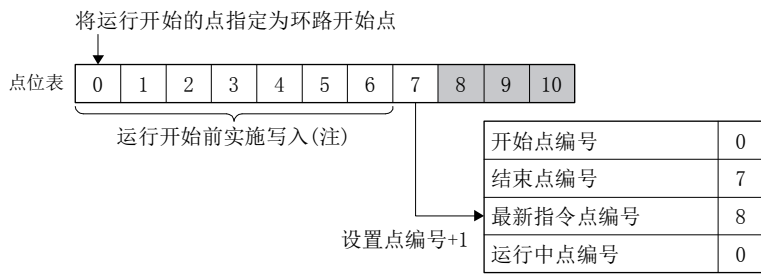 将运行开始的点指定为环路开始点
点位表 0 1 2 3 4 5 6 7 8 9 10
运行开始前实施写入(注)
开始点编号 0
结束点编号 7
最新指令点编号 8
设置点编号+1
运行中点编号 0